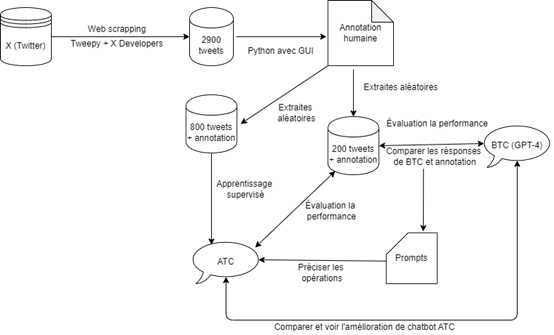 X (Twitter)
Web scrapping
Tweepy + X Developers
2900
tweets
Python avec GUI
Annotation
humaine
Extraites
aléatoires
Extraites aléatoires
800 tweets
+ annotation
200 tweets
+ annotation
Évaluation la performance
Comparer les rèsponses
de BTC et annotation
BTC (GPT-4)
Apprentissage
supervisè
Évaluation la
performance
ATC
Préciser les
opérations
Prompts
Comparer et voir l'amélioration de chatbot ATC